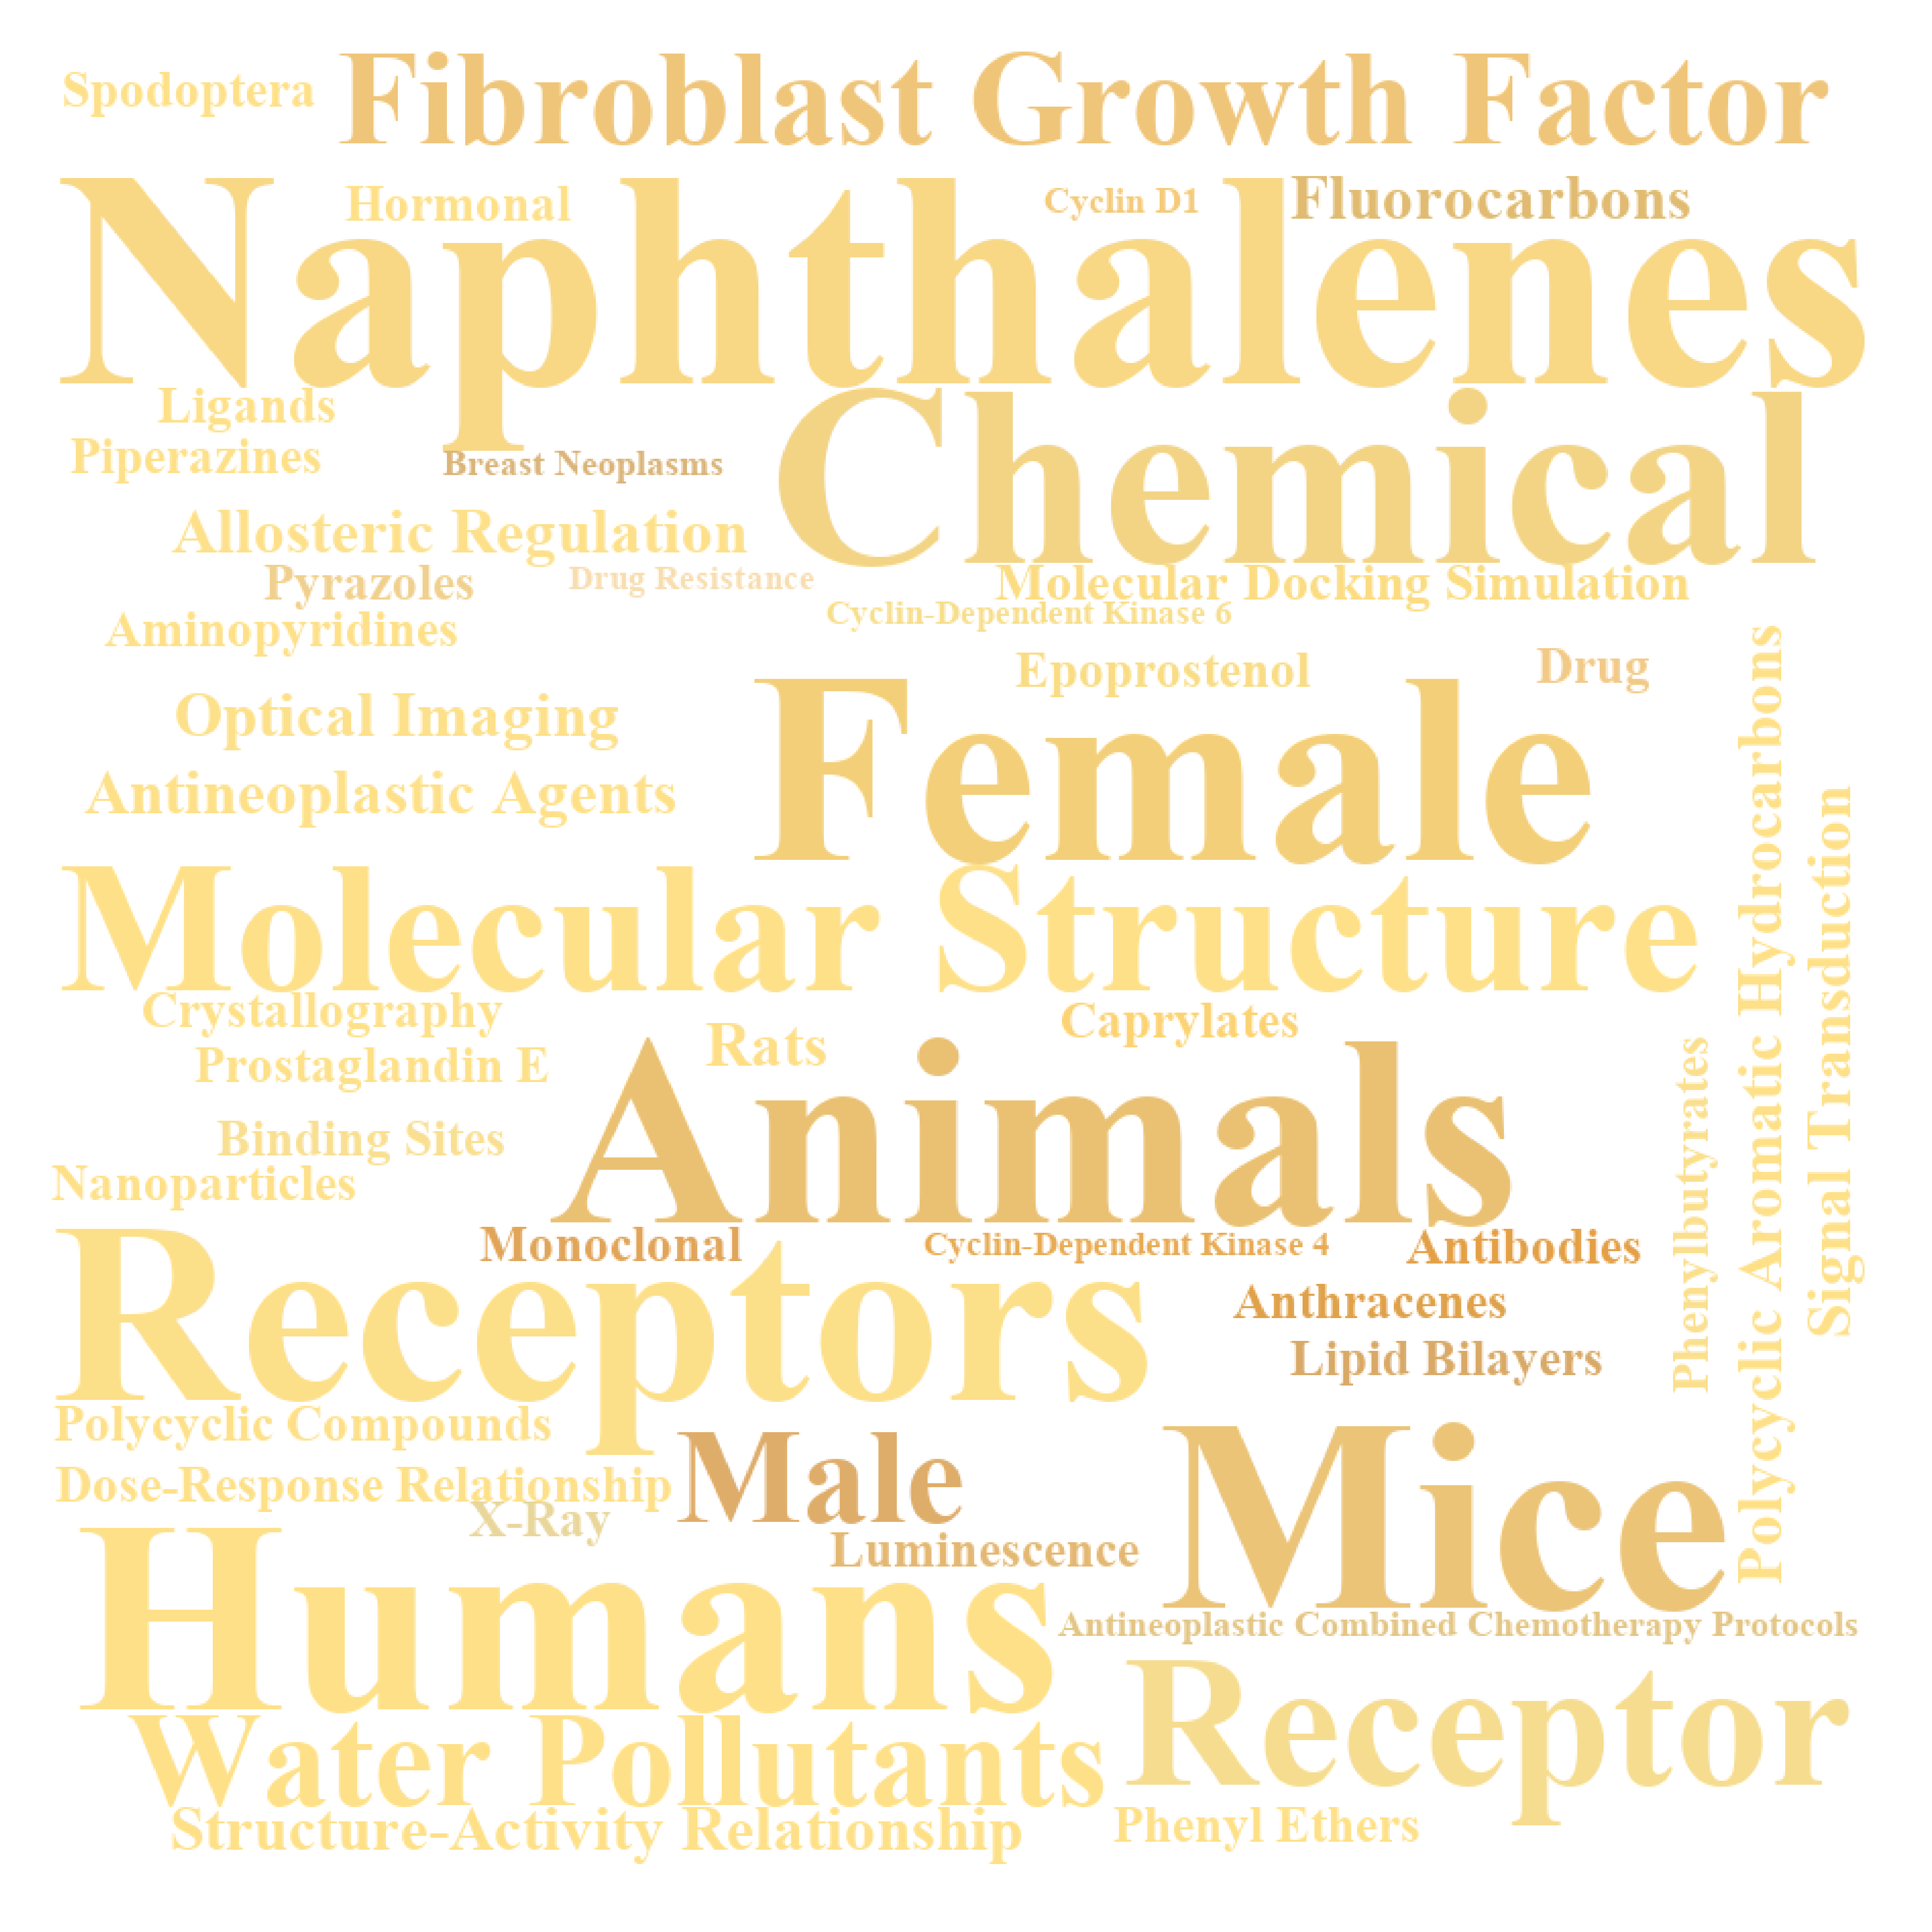 Spodoptera
Fibroblast Growth Factor
Hormonal
Cyclin D1
Fluorocarbons
Naphthalenes
Ligands
Chemical
Piperazines
Breast Neoplasms
Allosteric Regulation
Pyrazoles
Drug Resistance
Molecular Docking Simulation
Cyclin-Dependent Kinase 6
Aminopyridines
Epoprostenol
Drug
Optical Imaging
Female
Antineoplastic Agents
Molecular Structure
Polycyclic Aromatic Hydrocarbons
Signal Transduction
Crystallography
Caprylates
Rats
Prostaglandin E
Animals
Binding Sites
Nanoparticles
Phenylbutyrates
Monoclonal
Cyclin-Dependent Kinase 4
Antibodies
Receptors
Anthracenes
Lipid Bilayers
Polycyclic Compounds
Male
Mice
Dose-Response Relationship
X-Ray
Luminescence
Humans
Antineoplastic Combined Chemotherapy Protocols
Receptor
Water Pollutants
Structure-Activity Relationship
Phenyl Ethers